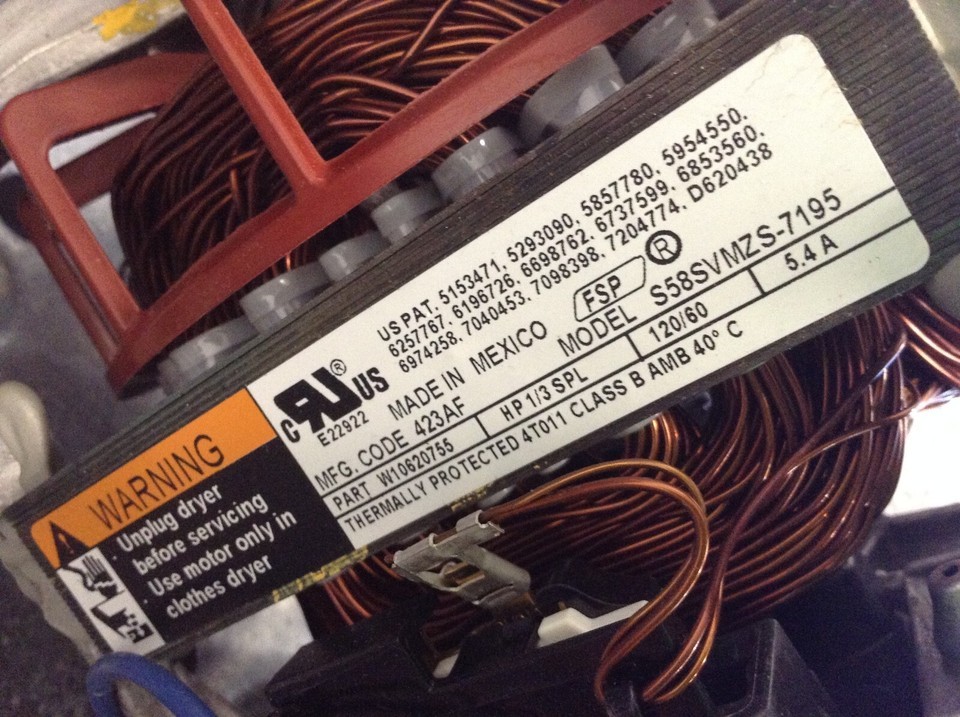 US.PAT. 5153471, 5293090, 5857780, 5954550.
6257767, 6196726, 6698762, 6737599, 6853560.
6974258, 7040453, 7098398, 7204774, D620438
c RU ® US
E22922
MADE IN MEXICO FSP ®
MFG. CODE 423AF MODEL S58SVMZS-7195
PART W10620755 HP 1/3 SPL 120/60 5.4 A
THERMALLY PROTECTED 4T011 CLASS B AMB 40° C
WARNING
· Unplug dryer
before servicing
· Use motor only in
clothes dryer